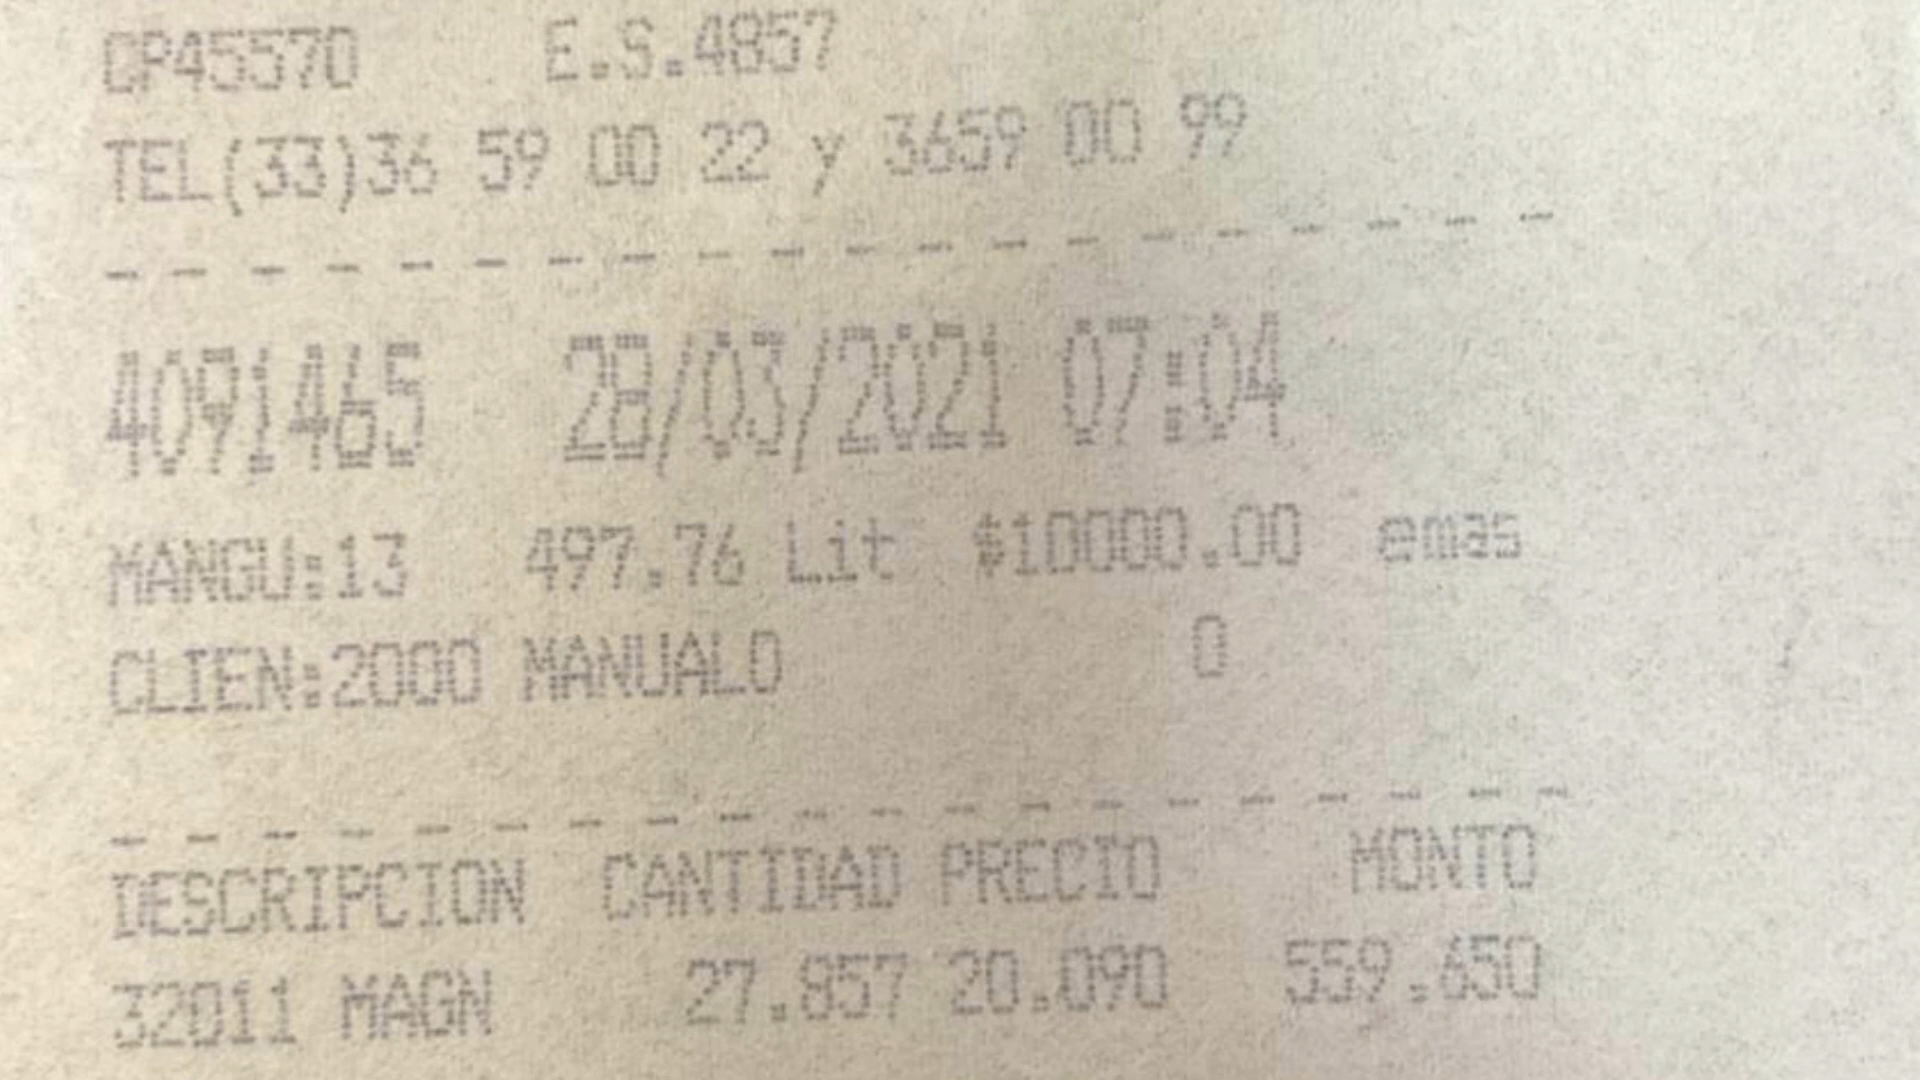 CP45570 E.S.4857
TEL(33)36 59 00 22 y 3659 00 99
- - - - - - - - - - - - - - - - - - - -
4091465 28/03/2021 07:04
MANGU:13 497.76 Lit $10000.00 emas
CLIEN:2000 MANUALO 0
- - - - - - - - - - - - - - - - - - - -
DESCRIPCION CANTIDAD PRECIO MONTO
32011 MAGN 27.857 20.090 559.650